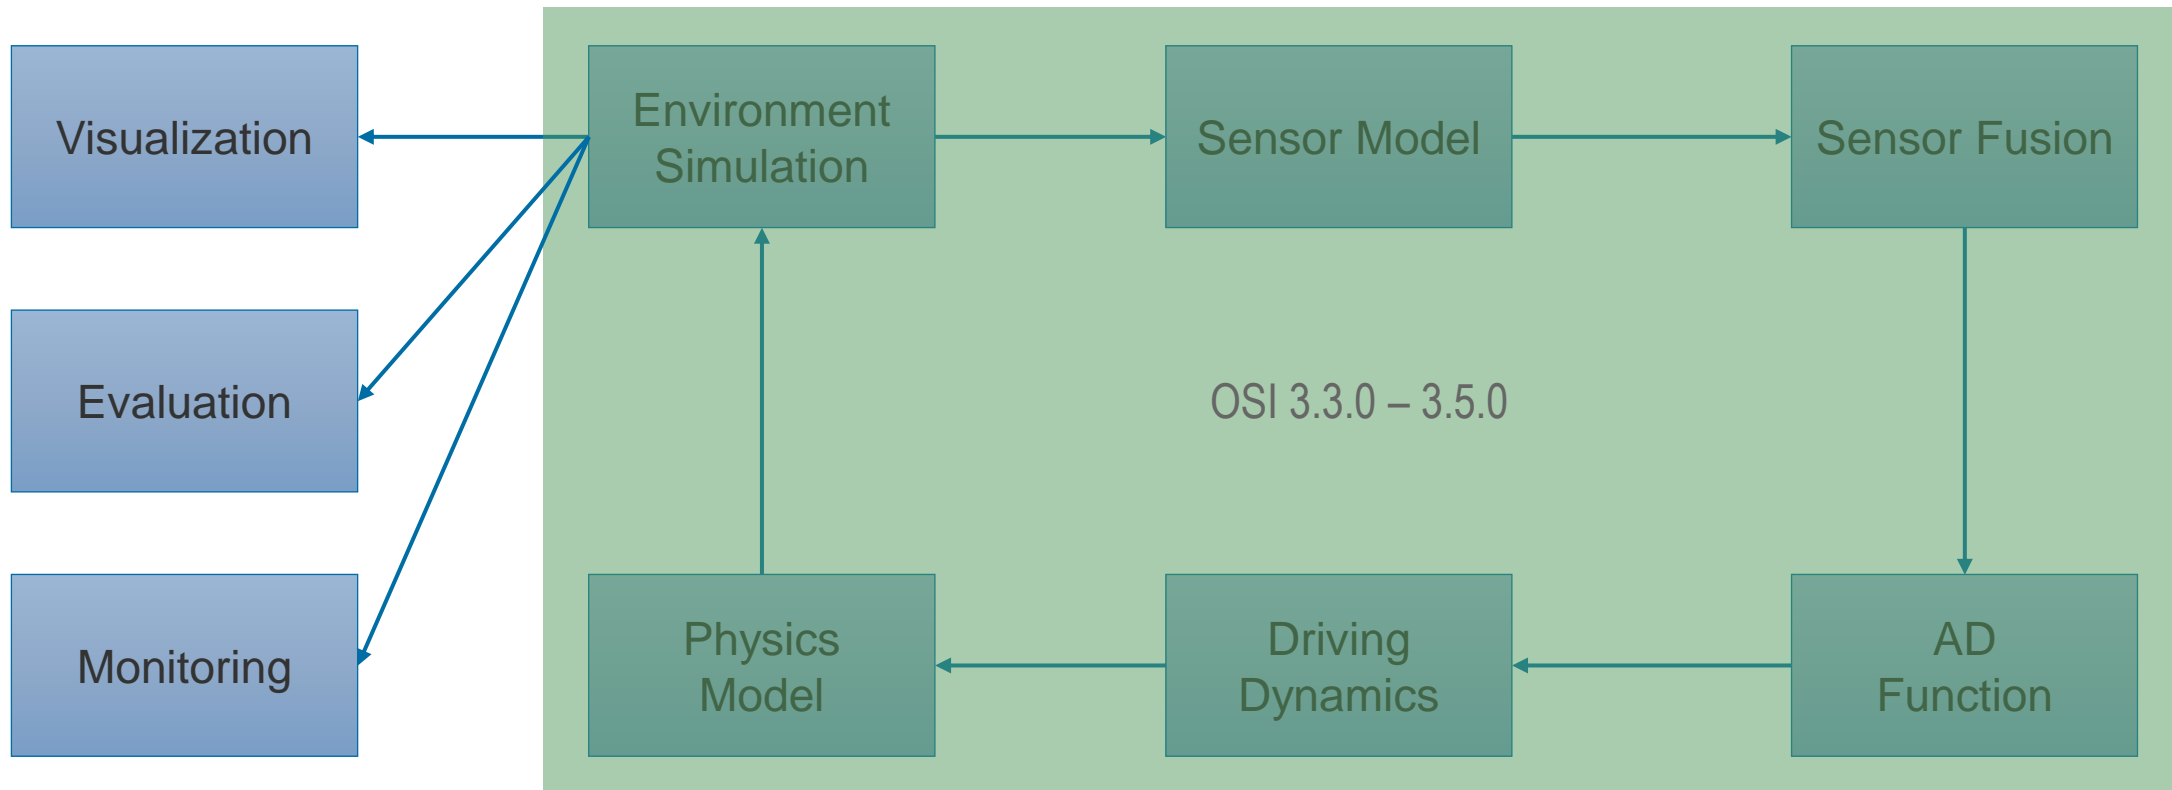 Visualization
Environment
Simulation
Sensor Model
Sensor Fusion
Evaluation
OSI 3.3.0 – 3.5.0
Monitoring
Physics
Model
Driving
Dynamics
AD
Function